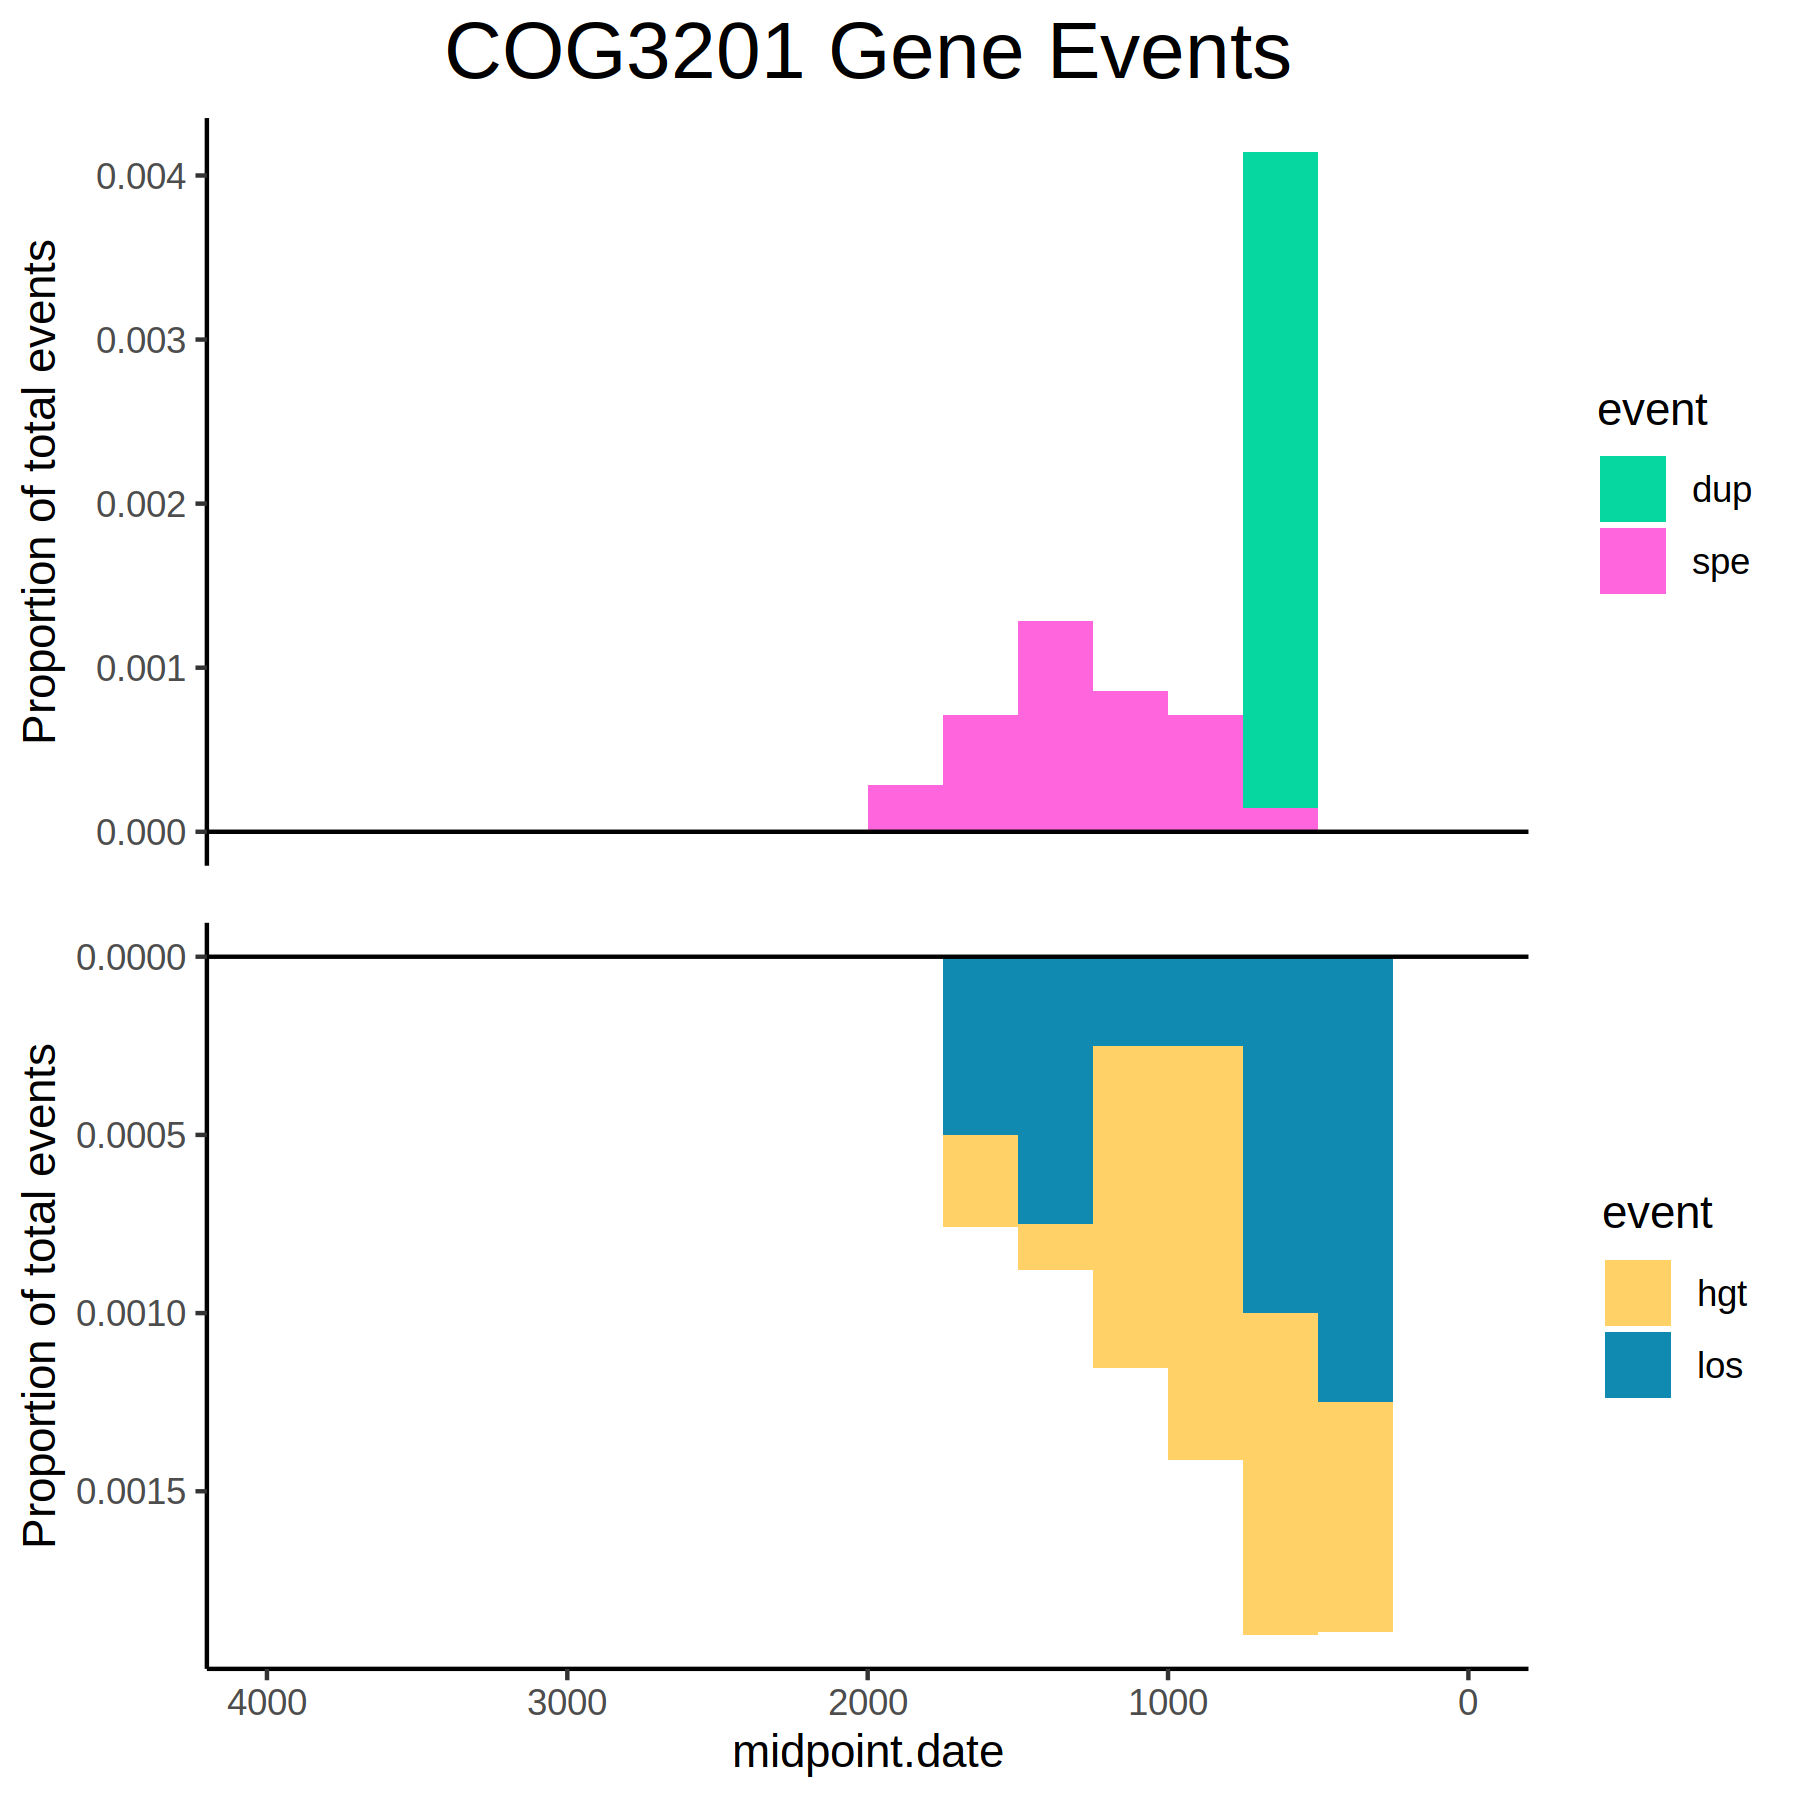 COG3201 Gene Events
Proportion of total events
0.004
0.003
0.002
0.001
0.000
event
dup
spe
Proportion of total events
0.0000
0.0005
0.0010
0.0015
event
hgt
los
4000 3000 2000 1000 0
midpoint.date